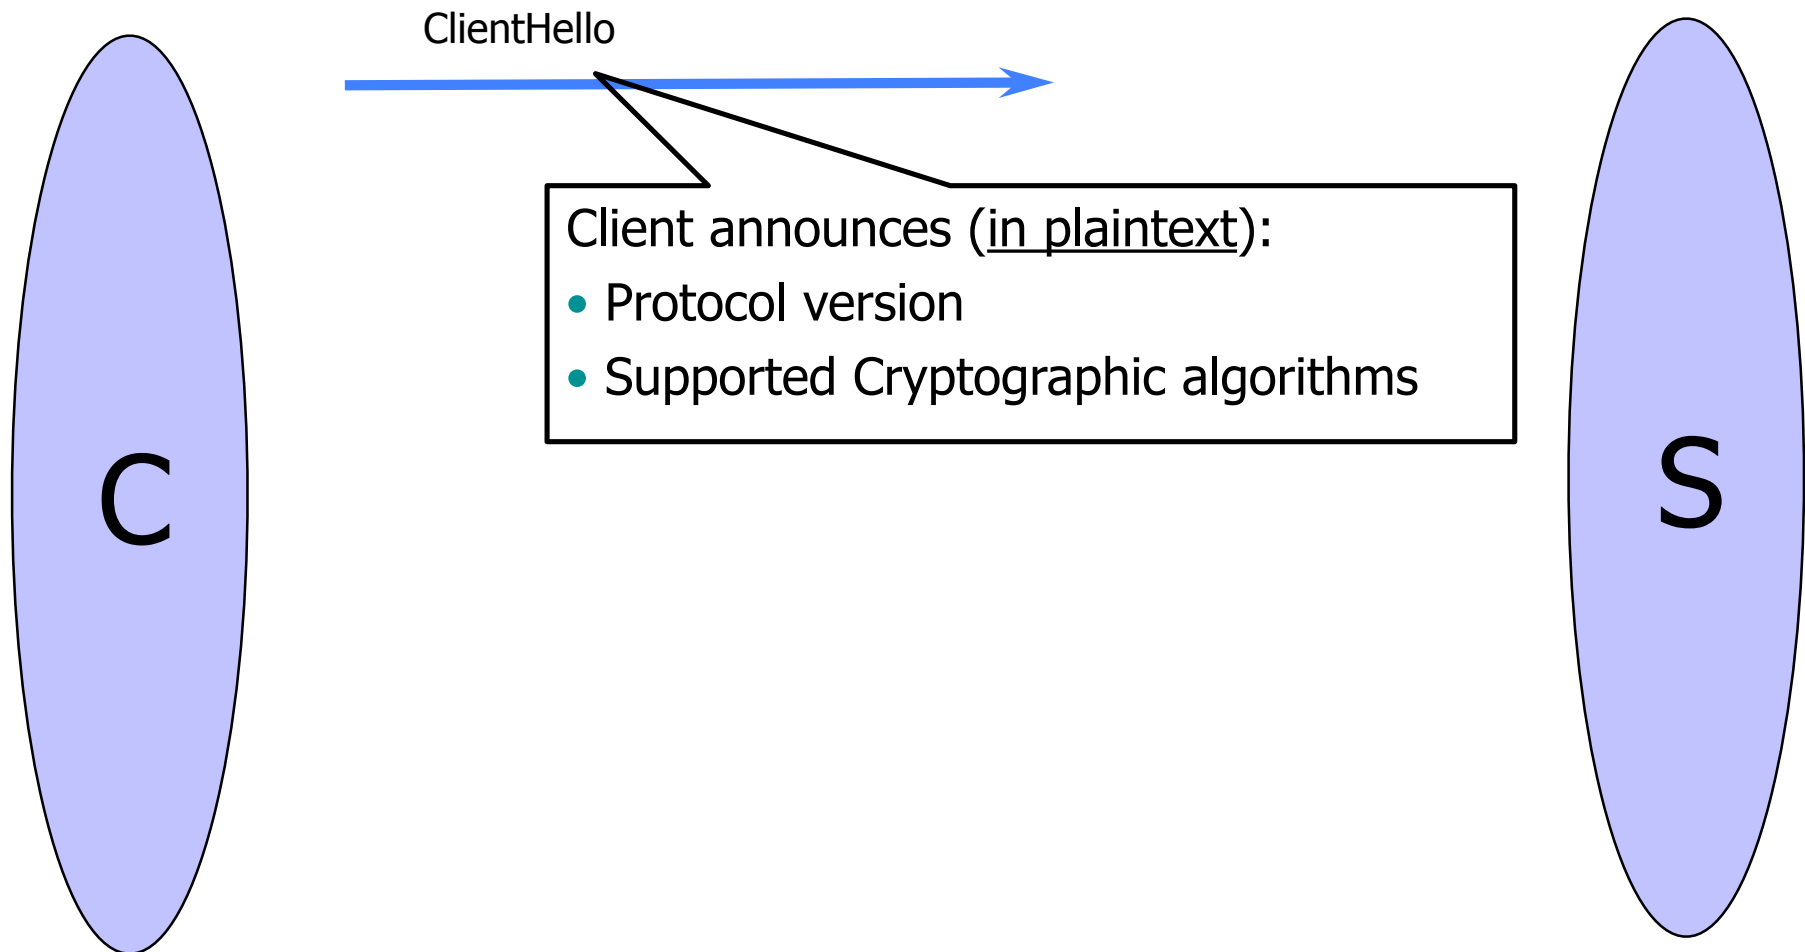 ClientHello
Client announces (in plaintext):
• Protocol version
• Supported Cryptographic algorithms
C
S